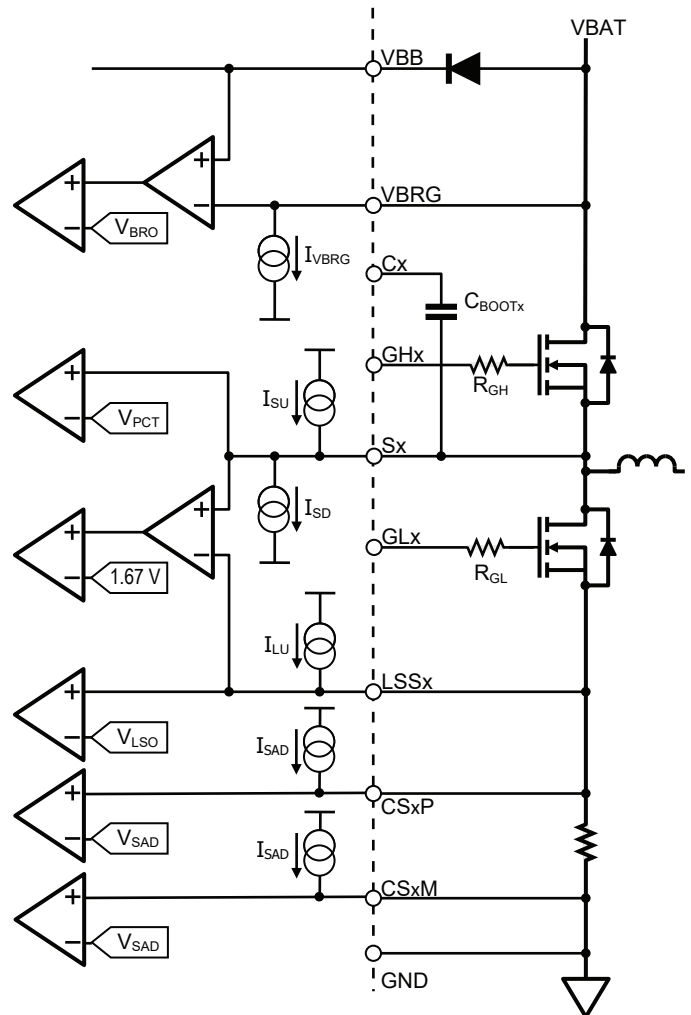 VBAT
VBB
VBRG
V_BRO
I_VBRG
Cx
C_BOOTx
GHx
R_GH
I_SU
V_PCT
Sx
I_SD
GLx
R_GL
1.67 V
I_LU
LSSx
V_LSO
I_SAD
CSxP
V_SAD
I_SAD
CSxM
V_SAD
GND
+
−
+
−
+
−
+
−
+
−
+
−
+
−
+
−